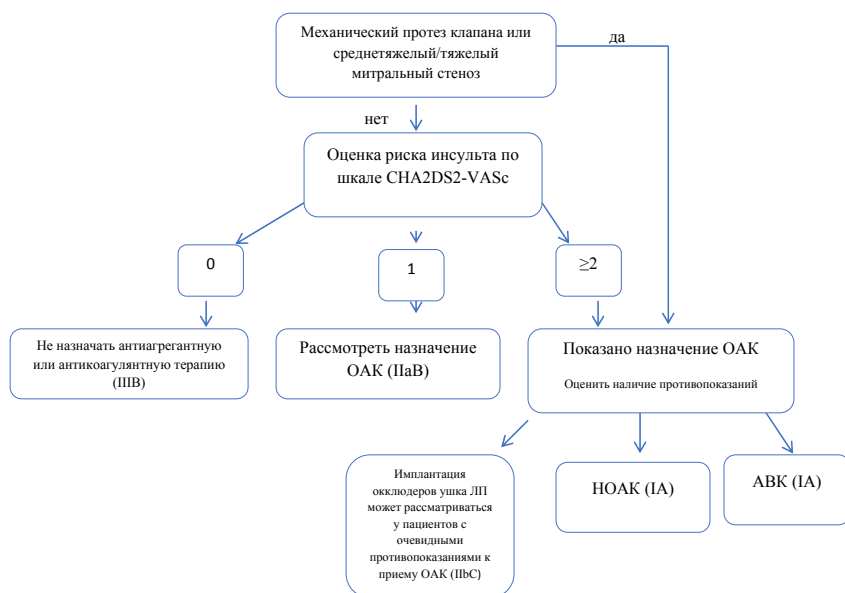 Механический протез клапана или
среднетяжелый/тяжелый
митральный стеноз
да
нет
Оценка риска инсульта по
шкале CHA2DS2-VASc
0
1
≥2
Не назначать антиагрегантную
или антикоагулянтную терапию
(IIIB)
Рассмотреть назначение
ОАК (IIaB)
Показано назначение ОАК
Оценить наличие противопоказаний
Имплантация
окклюдеров ушка ЛП
может рассматриваться
у пациентов с
очевидными
противопоказаниями к
приему ОАК (IIbC)
НОАК (IA)
АВК (IA)